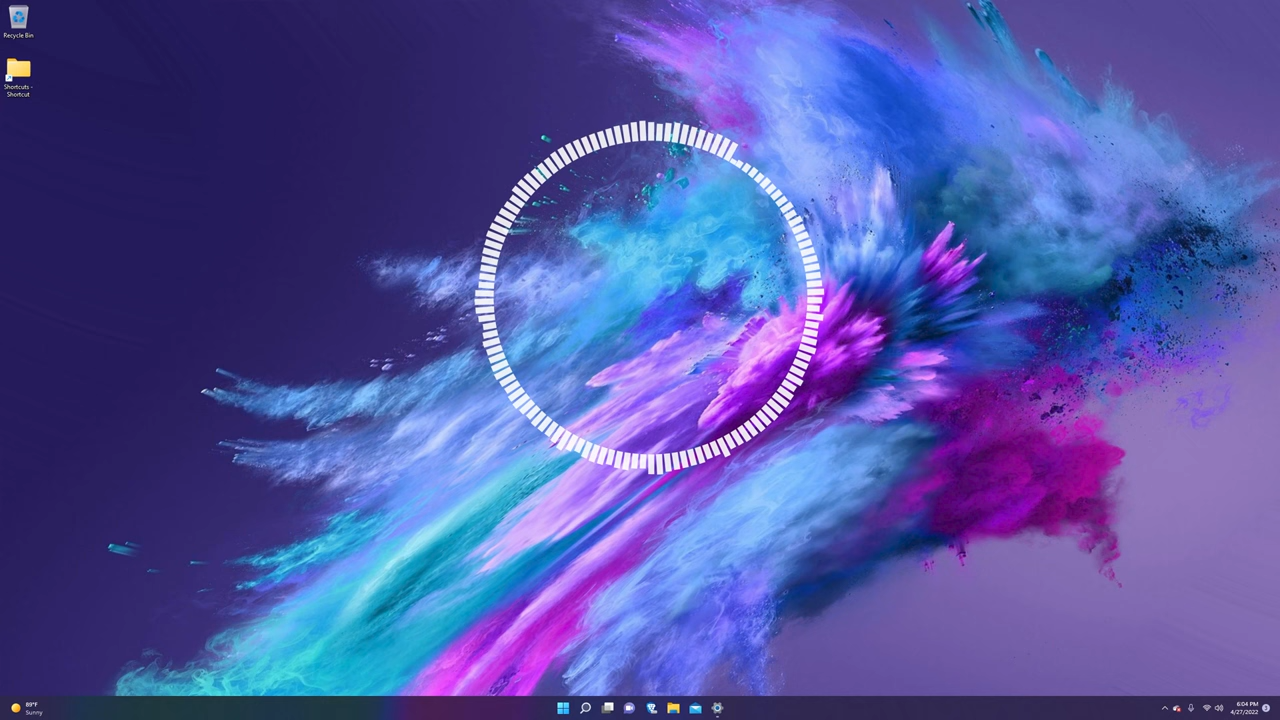 Recycle Bin
Shortcuts -
Shortcut
89°F
Sunny
6:04 PM
4/27/2022